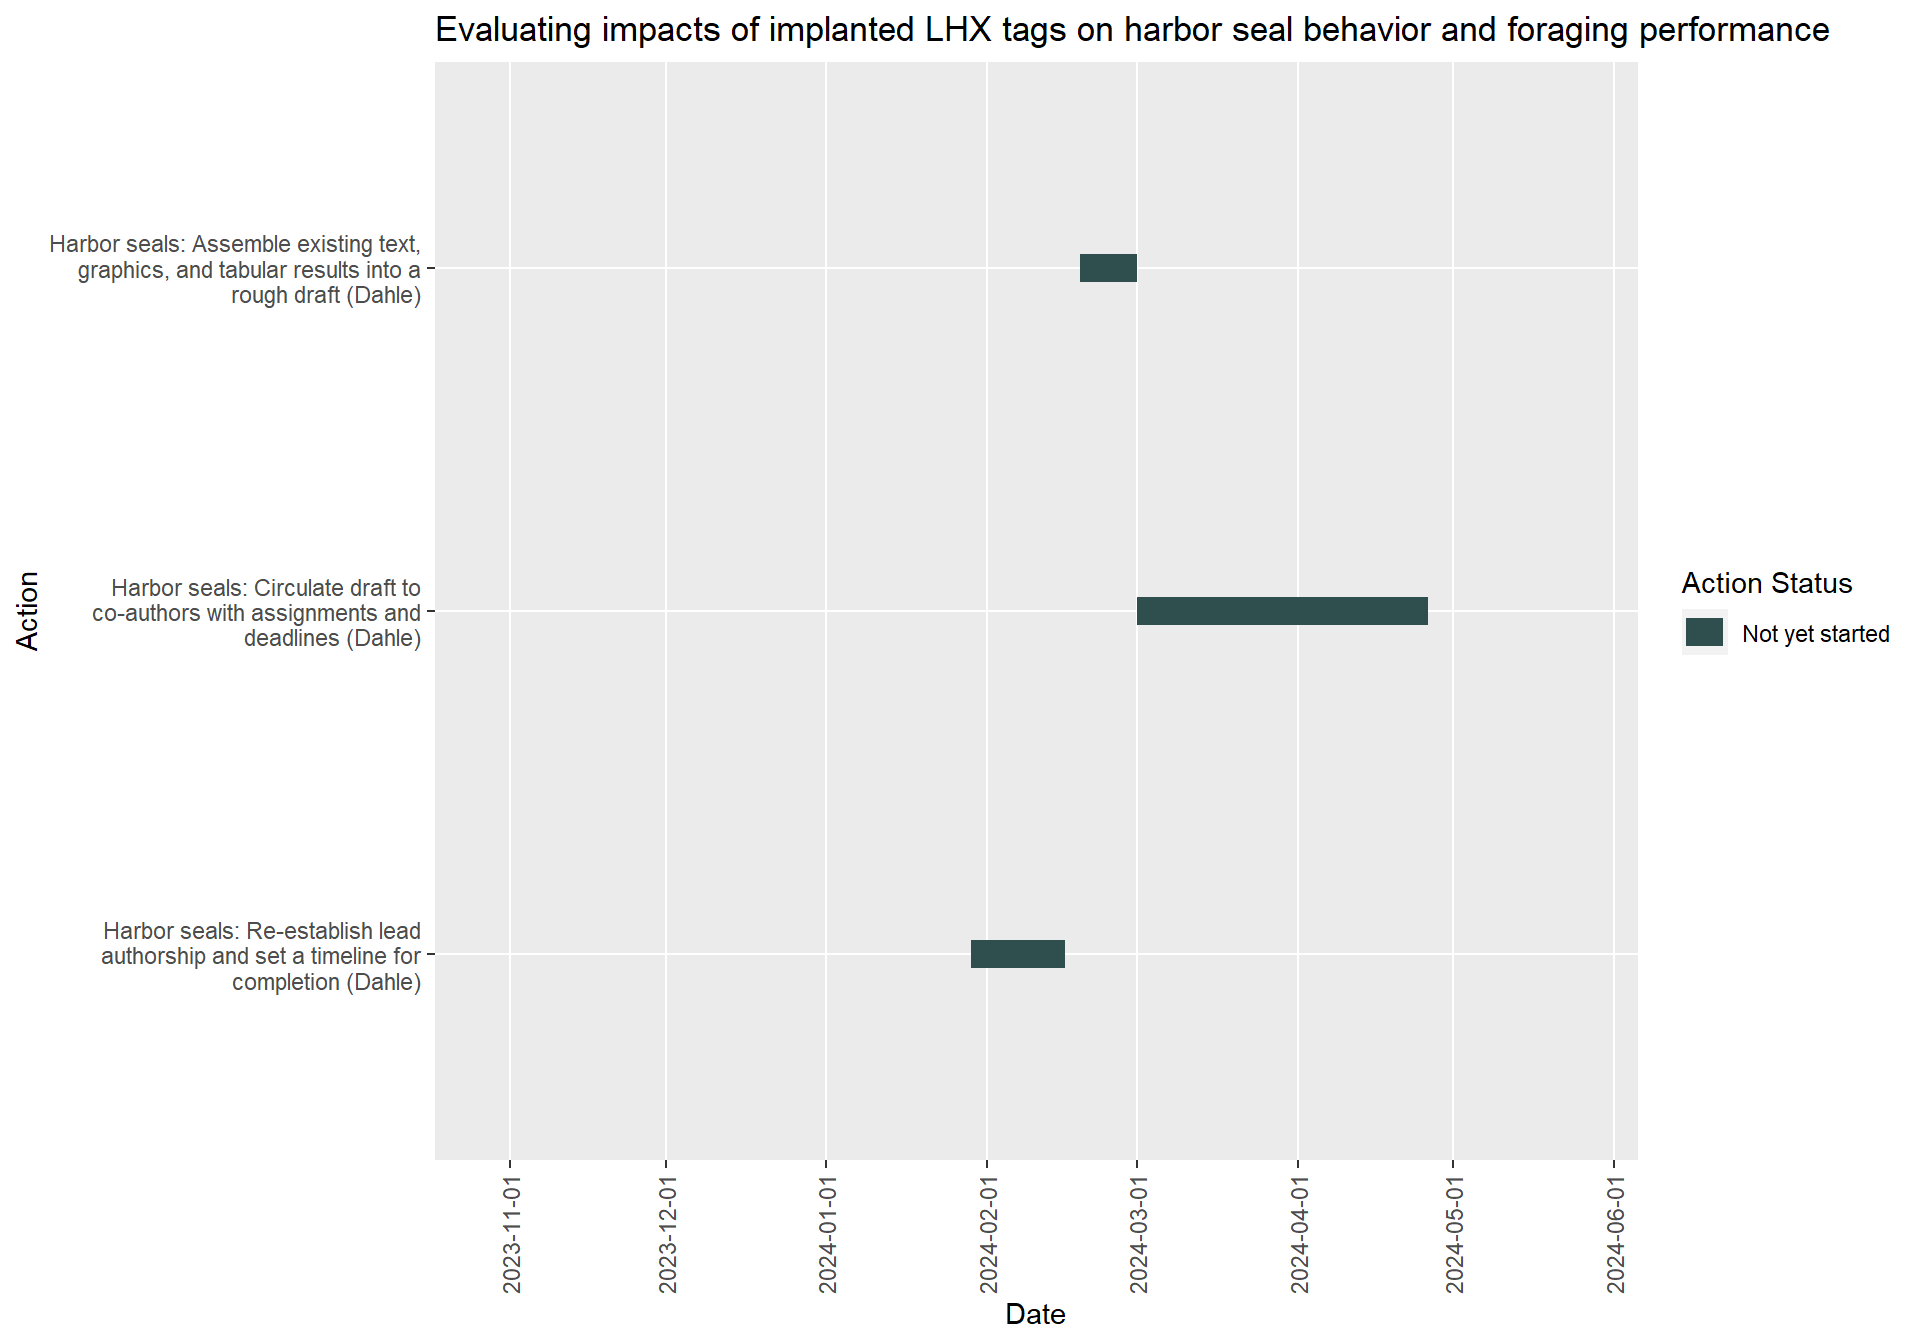 Evaluating impacts of implanted LHX tags on harbor seal behavior and foraging performance
Action
Harbor seals: Assemble existing text,
graphics, and tabular results into a
rough draft (Dahle)
Harbor seals: Circulate draft to
co-authors with assignments and
deadlines (Dahle)
Harbor seals: Re-establish lead
authorship and set a timeline for
completion (Dahle)
2023-11-01
2023-12-01
2024-01-01
2024-02-01
2024-03-01
2024-04-01
2024-05-01
2024-06-01
Date
Action Status
Not yet started